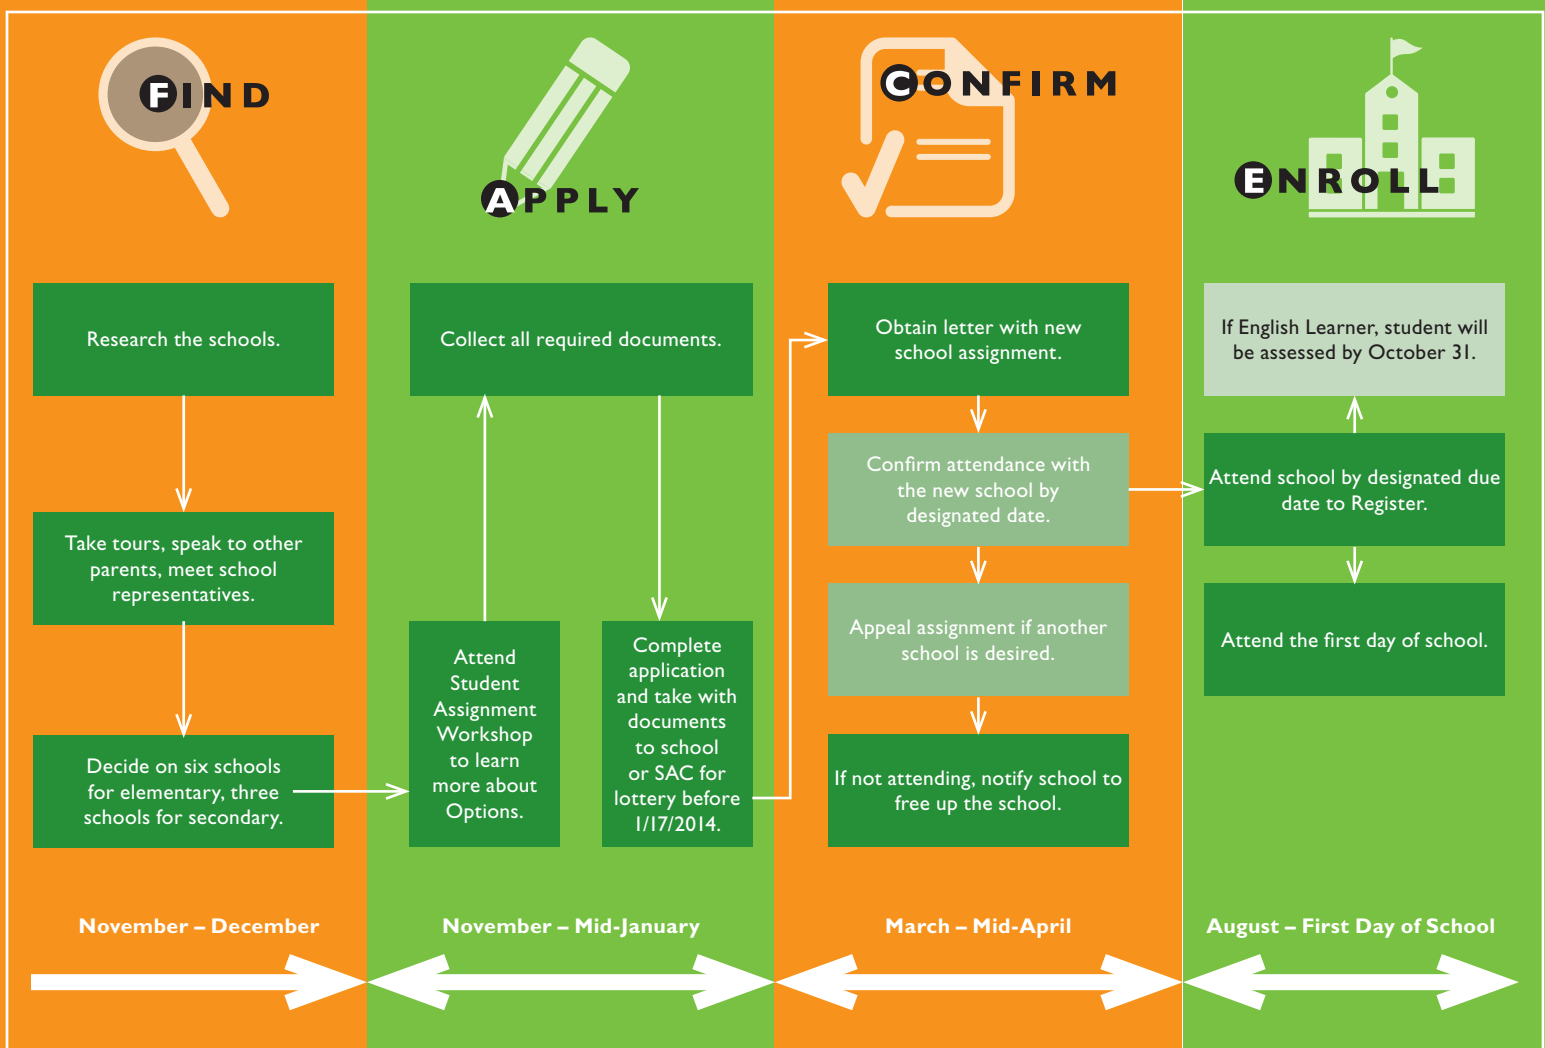 FIND
Research the schools.
Take tours, speak to other
parents, meet school
representatives.
Decide on six schools
for elementary, three
schools for secondary.
November – December
APPLY
Collect all required documents.
Attend
Student
Assignment
Workshop
to learn
more about
Options.
Complete
application
and take with
documents
to school
or SAC for
lottery before
1/17/2014.
November – Mid-January
CONFIRM
Obtain letter with new
school assignment.
Confirm attendance with
the new school by
designated date.
Appeal assignment if another
school is desired.
If not attending, notify school to
free up the school.
March – Mid-April
ENROLL
If English Learner, student will
be assessed by October 31.
Attend school by designated due
date to Register.
Attend the first day of school.
August – First Day of School